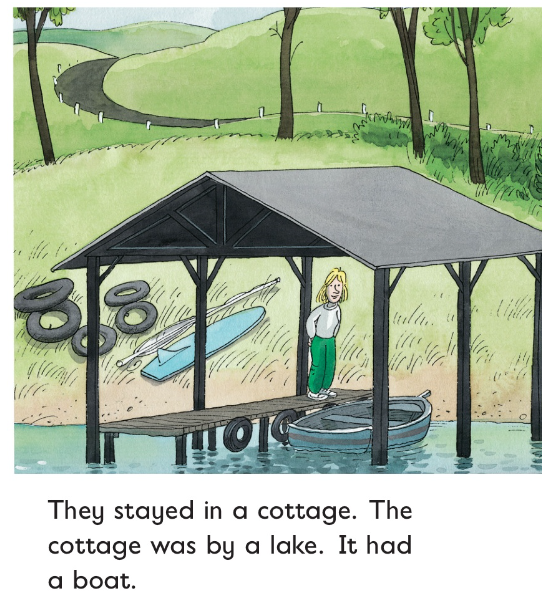 They stayed in a cottage. The
cottage was by a lake. It had
a boat.